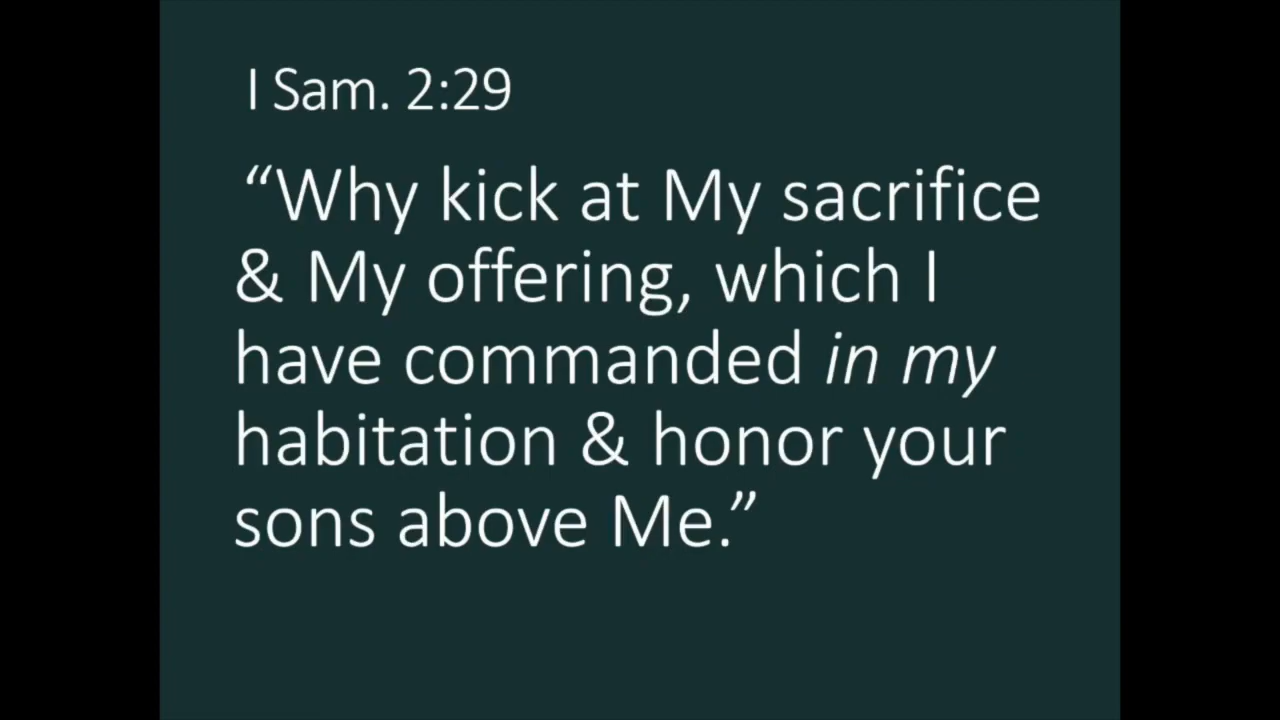 I Sam. 2:29
“Why kick at My sacrifice
& My offering, which I
have commanded in my
habitation & honor your
sons above Me.”